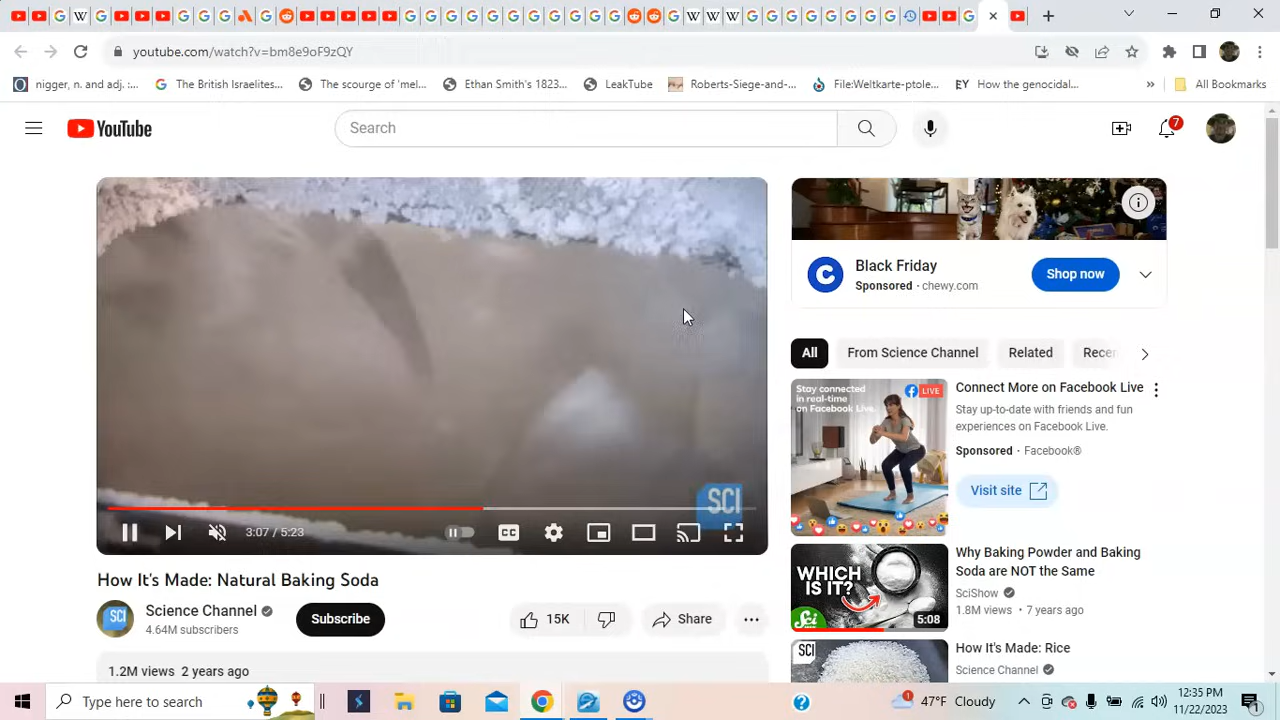 youtube.com/watch?v=bm8e9oF9zQY
nigger, n. and adj. :...
The British Israelites...
The scourge of 'mel...
Ethan Smith's 1823...
LeakTube
Roberts-Siege-and-...
File:Weltkarte-ptole...
EY
How the genocidal...
»
All Bookmarks
YouTube
Search
7
Black Friday
Sponsored · chewy.com
Shop now
All
From Science Channel
Related
Recen
Stay connected
in real-time
on Facebook Live.
LIVE
Connect More on Facebook Live
Stay up-to-date with friends and fun
experiences on Facebook Live.
Sponsored · Facebook®
Visit site
SCI
3:07 / 5:23
CC
How It's Made: Natural Baking Soda
SCI
Science Channel
4.64M subscribers
Subscribe
15K
Share
1.2M views 2 years ago
WHICH
IS IT?
Sci
5:08
Why Baking Powder and Baking
Soda are NOT the Same
SciShow
1.8M views · 7 years ago
SCI
How It's Made: Rice
Science Channel
Type here to search
1
47°F Cloudy
12:35 PM
11/22/2023
1